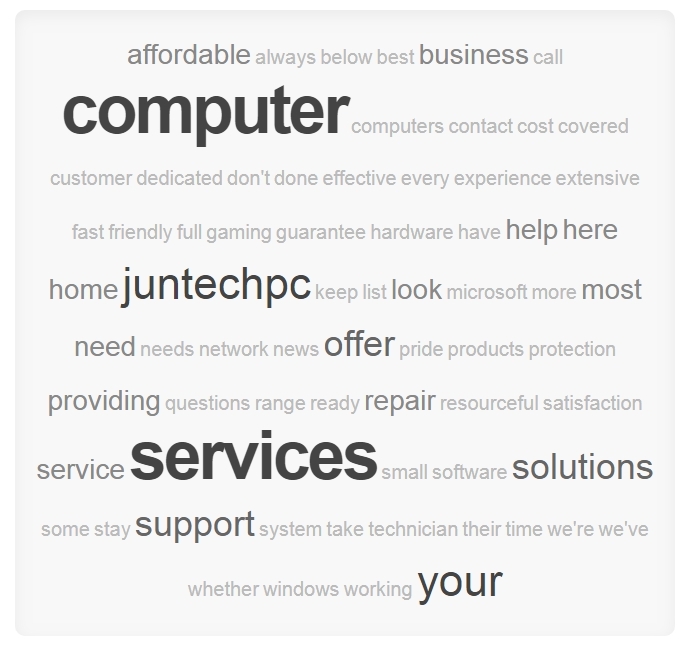 affordable always below best business call
computer computers contact cost covered
customer dedicated don't done effective every experience extensive
fast friendly full gaming guarantee hardware have help here
home juntechpc keep list look microsoft more most
need needs network news offer pride products protection
providing questions range ready repair resourceful satisfaction
service services small software solutions
some stay support system take technician their time we're we've
whether windows working your